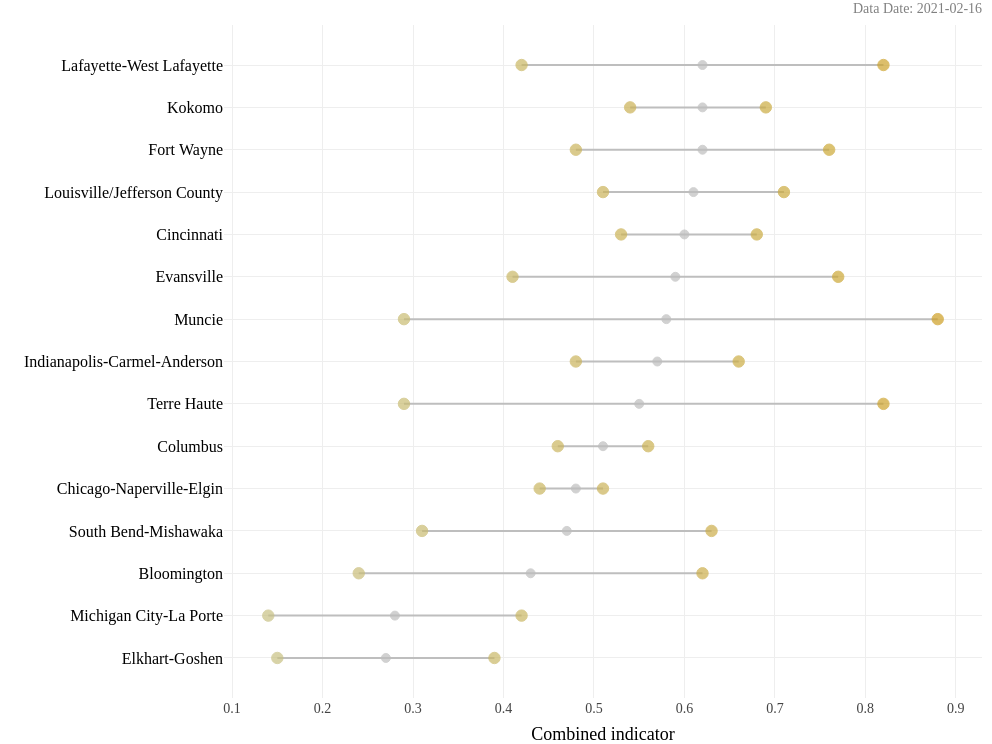 Data Date: 2021-02-16
Lafayette-West Lafayette
Kokomo
Fort Wayne
Louisville/Jefferson County
Cincinnati
Evansville
Muncie
Indianapolis-Carmel-Anderson
Terre Haute
Columbus
Chicago-Naperville-Elgin
South Bend-Mishawaka
Bloomington
Michigan City-La Porte
Elkhart-Goshen
0.1 0.2 0.3 0.4 0.5 0.6 0.7 0.8 0.9
Combined indicator